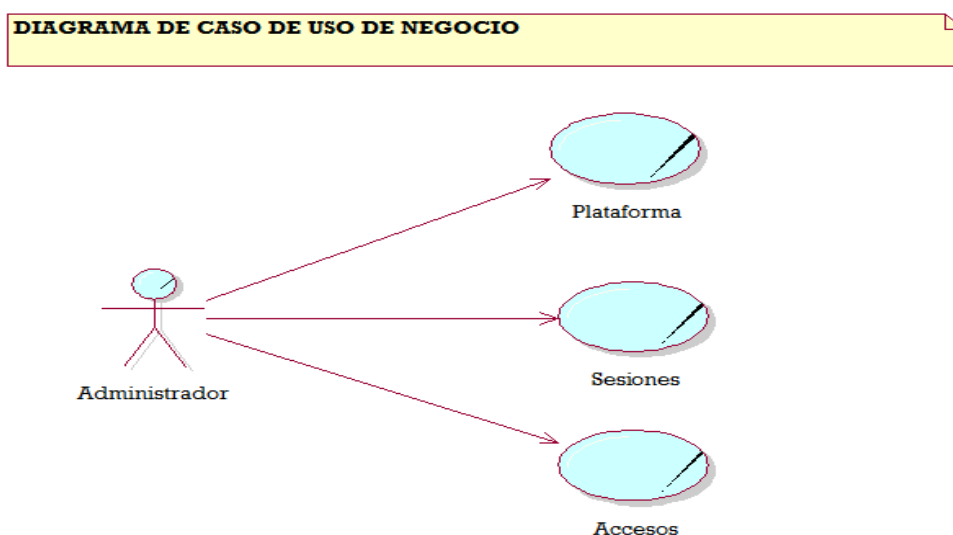 DIAGRAMA DE CASO DE USO DE NEGOCIO
Plataforma
Sesiones
Administrador
Accesos